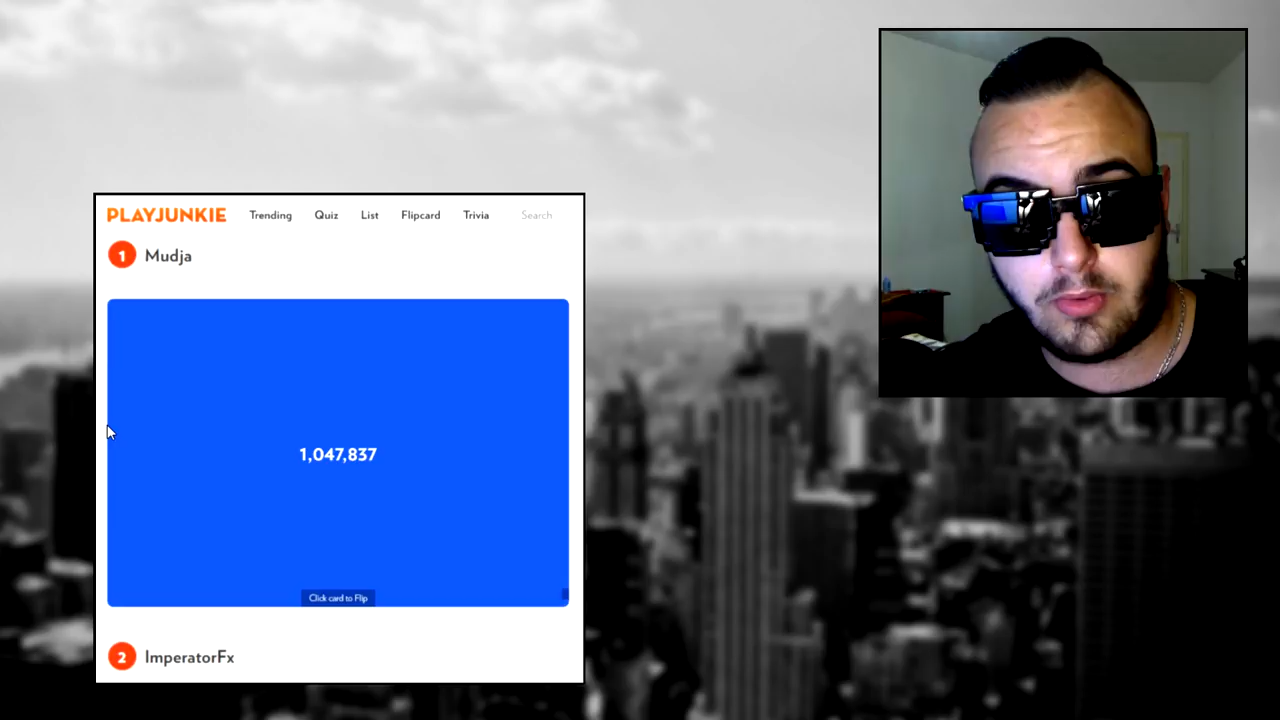 PLAYJUNKIE Trending Quiz List Flipcard Trivia Search
1 Mudja
1,047,837
Click card to Flip
2 ImperatorFx